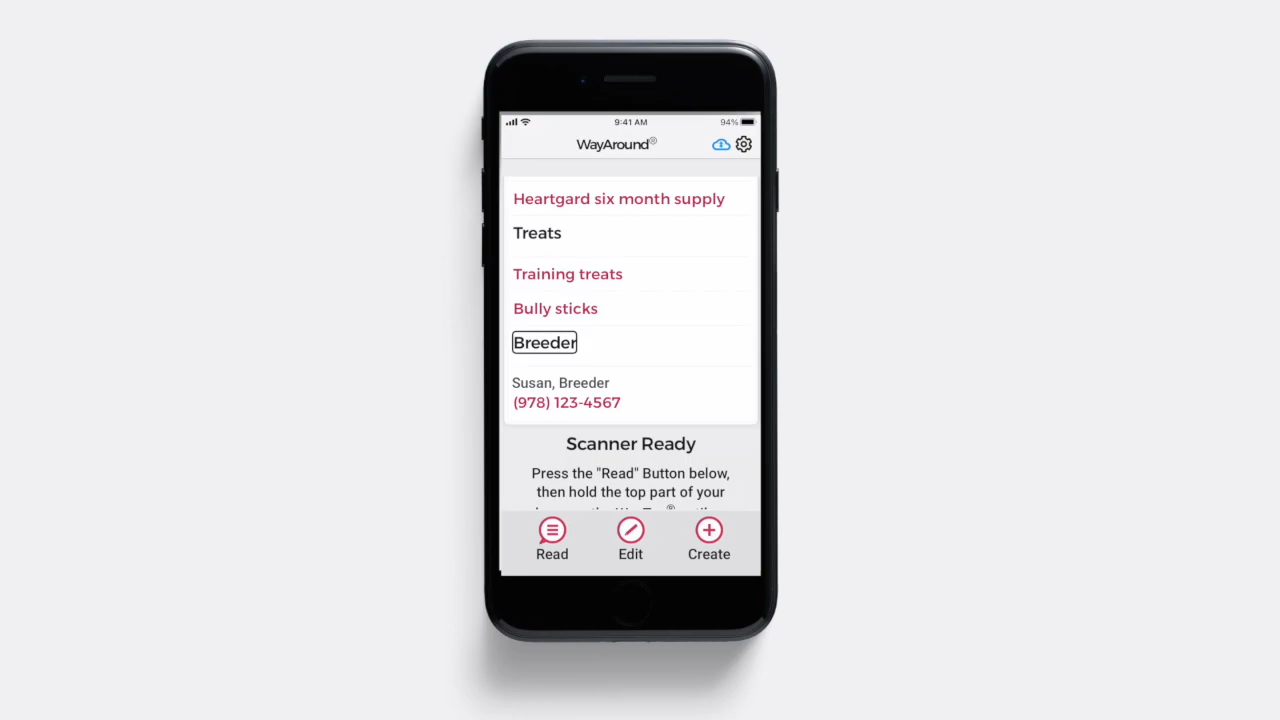 9:41 AM
94%
WayAround®
Heartgard six month supply
Treats
Training treats
Bully sticks
Breeder
Susan, Breeder
(978) 123-4567
Scanner Ready
Press the "Read" Button below,
then hold the top part of your
Read
Edit
Create